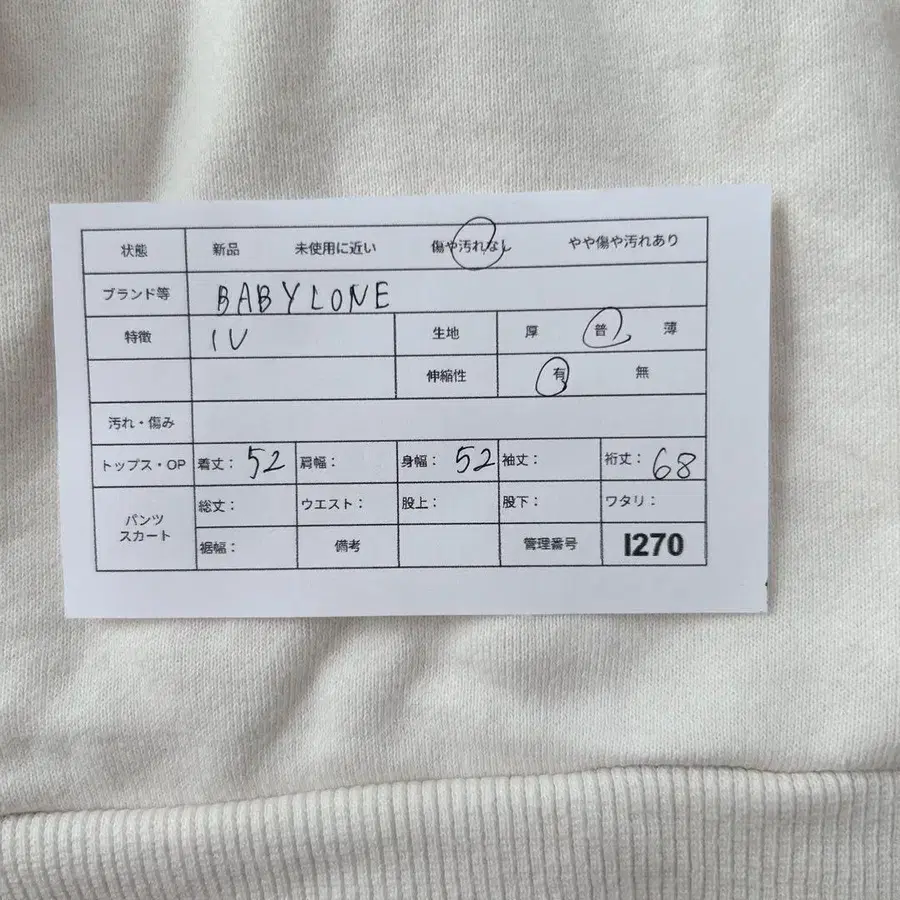 状態 新品 未使用に近い 傷や汚れなし やや傷や汚れあり
ブランド等 BABYLONE
特徴 IV 生地 厚 普 薄
伸縮性 有 無
汚れ・傷み
トップス・OP 着丈： 52 肩幅： 身幅： 52 袖丈： 裄丈： 68
パンツ スカート 総丈： ウエスト： 股上： 股下： ワタリ：
裾幅： 備考 管理番号 I270